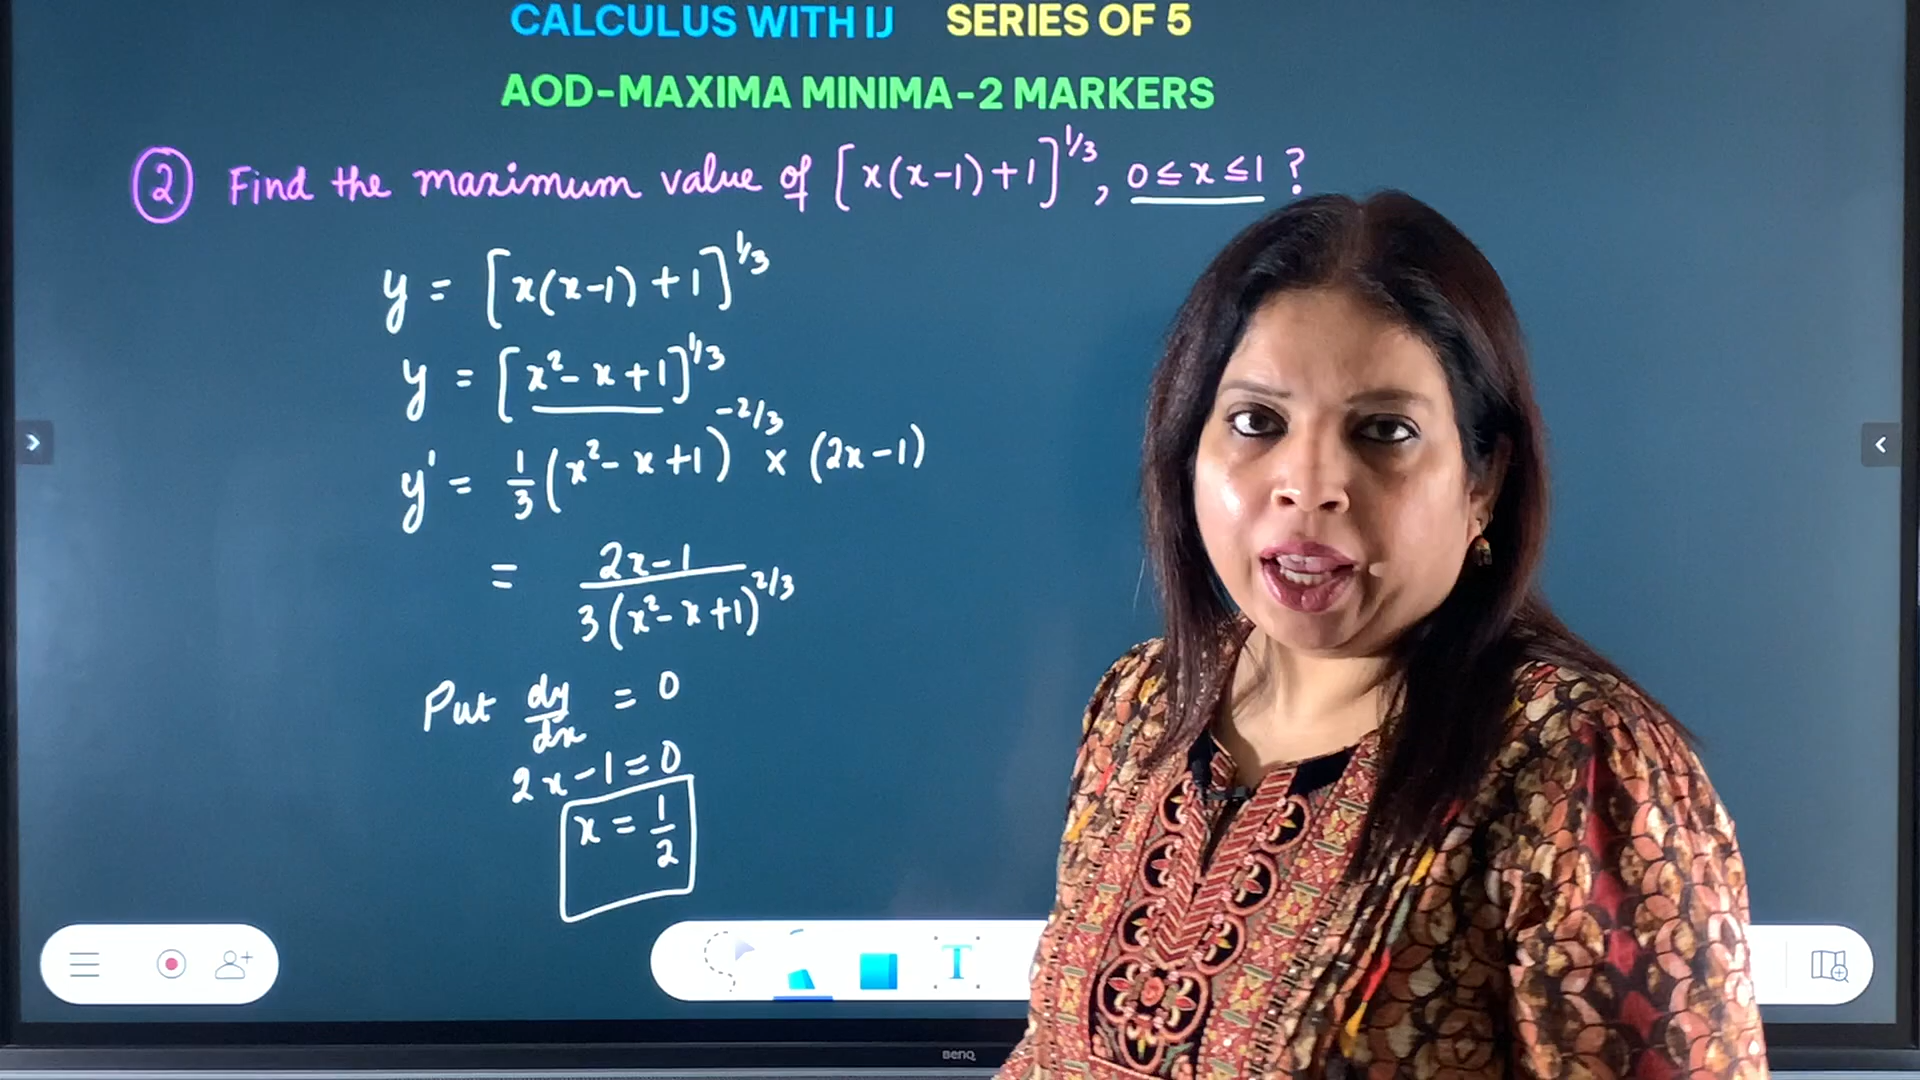 CALCULUS WITH IJ SERIES OF 5
AOD-MAXIMA MINIMA-2 MARKERS
② Find the maximum value of [x(x-1)+1]^1/3, 0≤x≤1 ?
y = [x(x-1)+1]^1/3
y = [x²-x+1]^1/3
y' = 1/3 (x²-x+1)^-2/3 × (2x-1)
= 2x-1 / 3(x²-x+1)^2/3
Put dy/dx = 0
2x-1=0
x = 1/2
T
BenQ